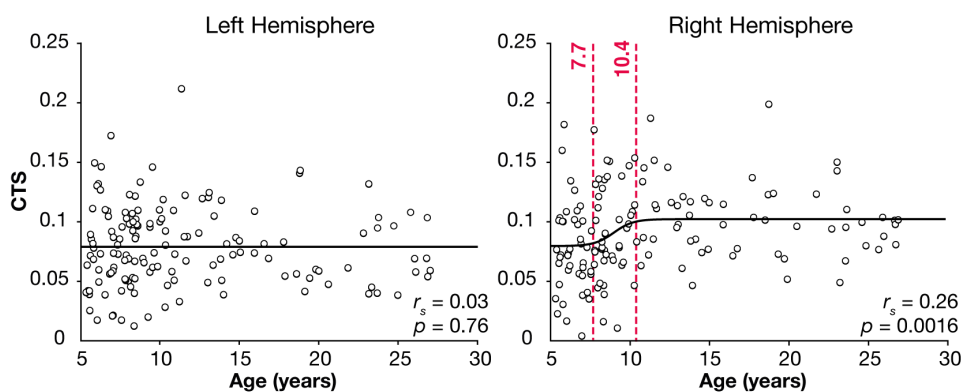 Left Hemisphere
Right Hemisphere
CTS
0.25
0.2
0.15
0.1
0.05
0
5
10
15
20
25
30
Age (years)
r_s = 0.03
p = 0.76
0.25
0.2
0.15
0.1
0.05
0
7.7
10.4
5
10
15
20
25
30
Age (years)
r_s = 0.26
p = 0.0016